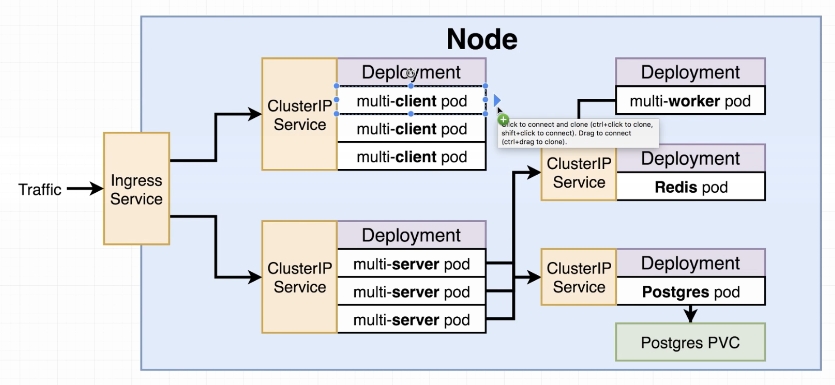 Node
Traffic
Ingress
Service
ClusterIP
Service
Deployment
multi-client pod
multi-client pod
multi-client pod
ClusterIP
Service
Deployment
multi-server pod
multi-server pod
multi-server pod
Deployment
multi-worker pod
click to connect and clone (ctrl+click to clone,
shift+click to connect). Drag to connect
(ctrl+drag to clone).
ClusterIP
Service
Deployment
Redis pod
ClusterIP
Service
Deployment
Postgres pod
Postgres PVC